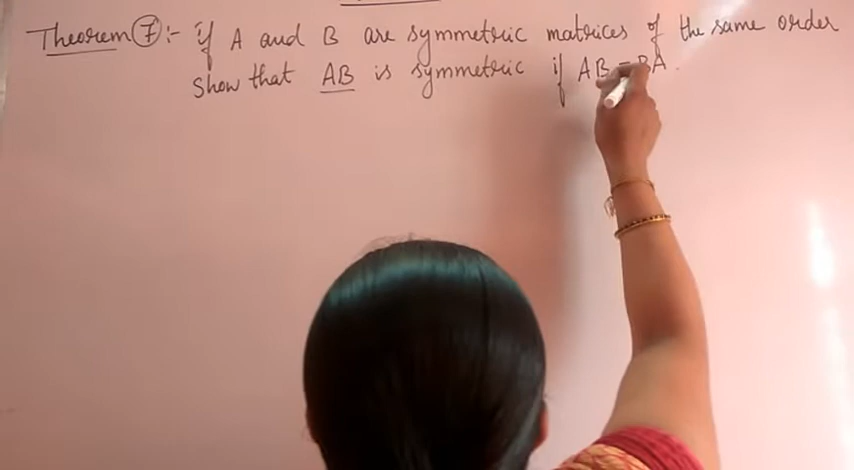 Theorem 7 :- if A and B are symmetric matrices of the same order
Show that AB is symmetric if AB = BA.